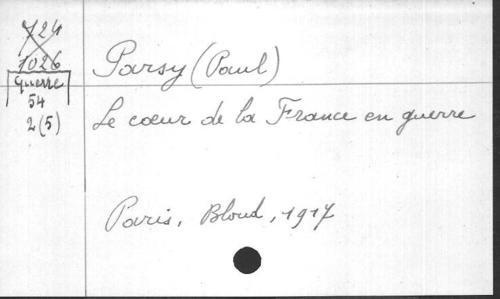 724
1026
Guerre
54
2(5)
Parsy (Paul)
Le cœur de la France en guerre
Paris, Bloud, 1917